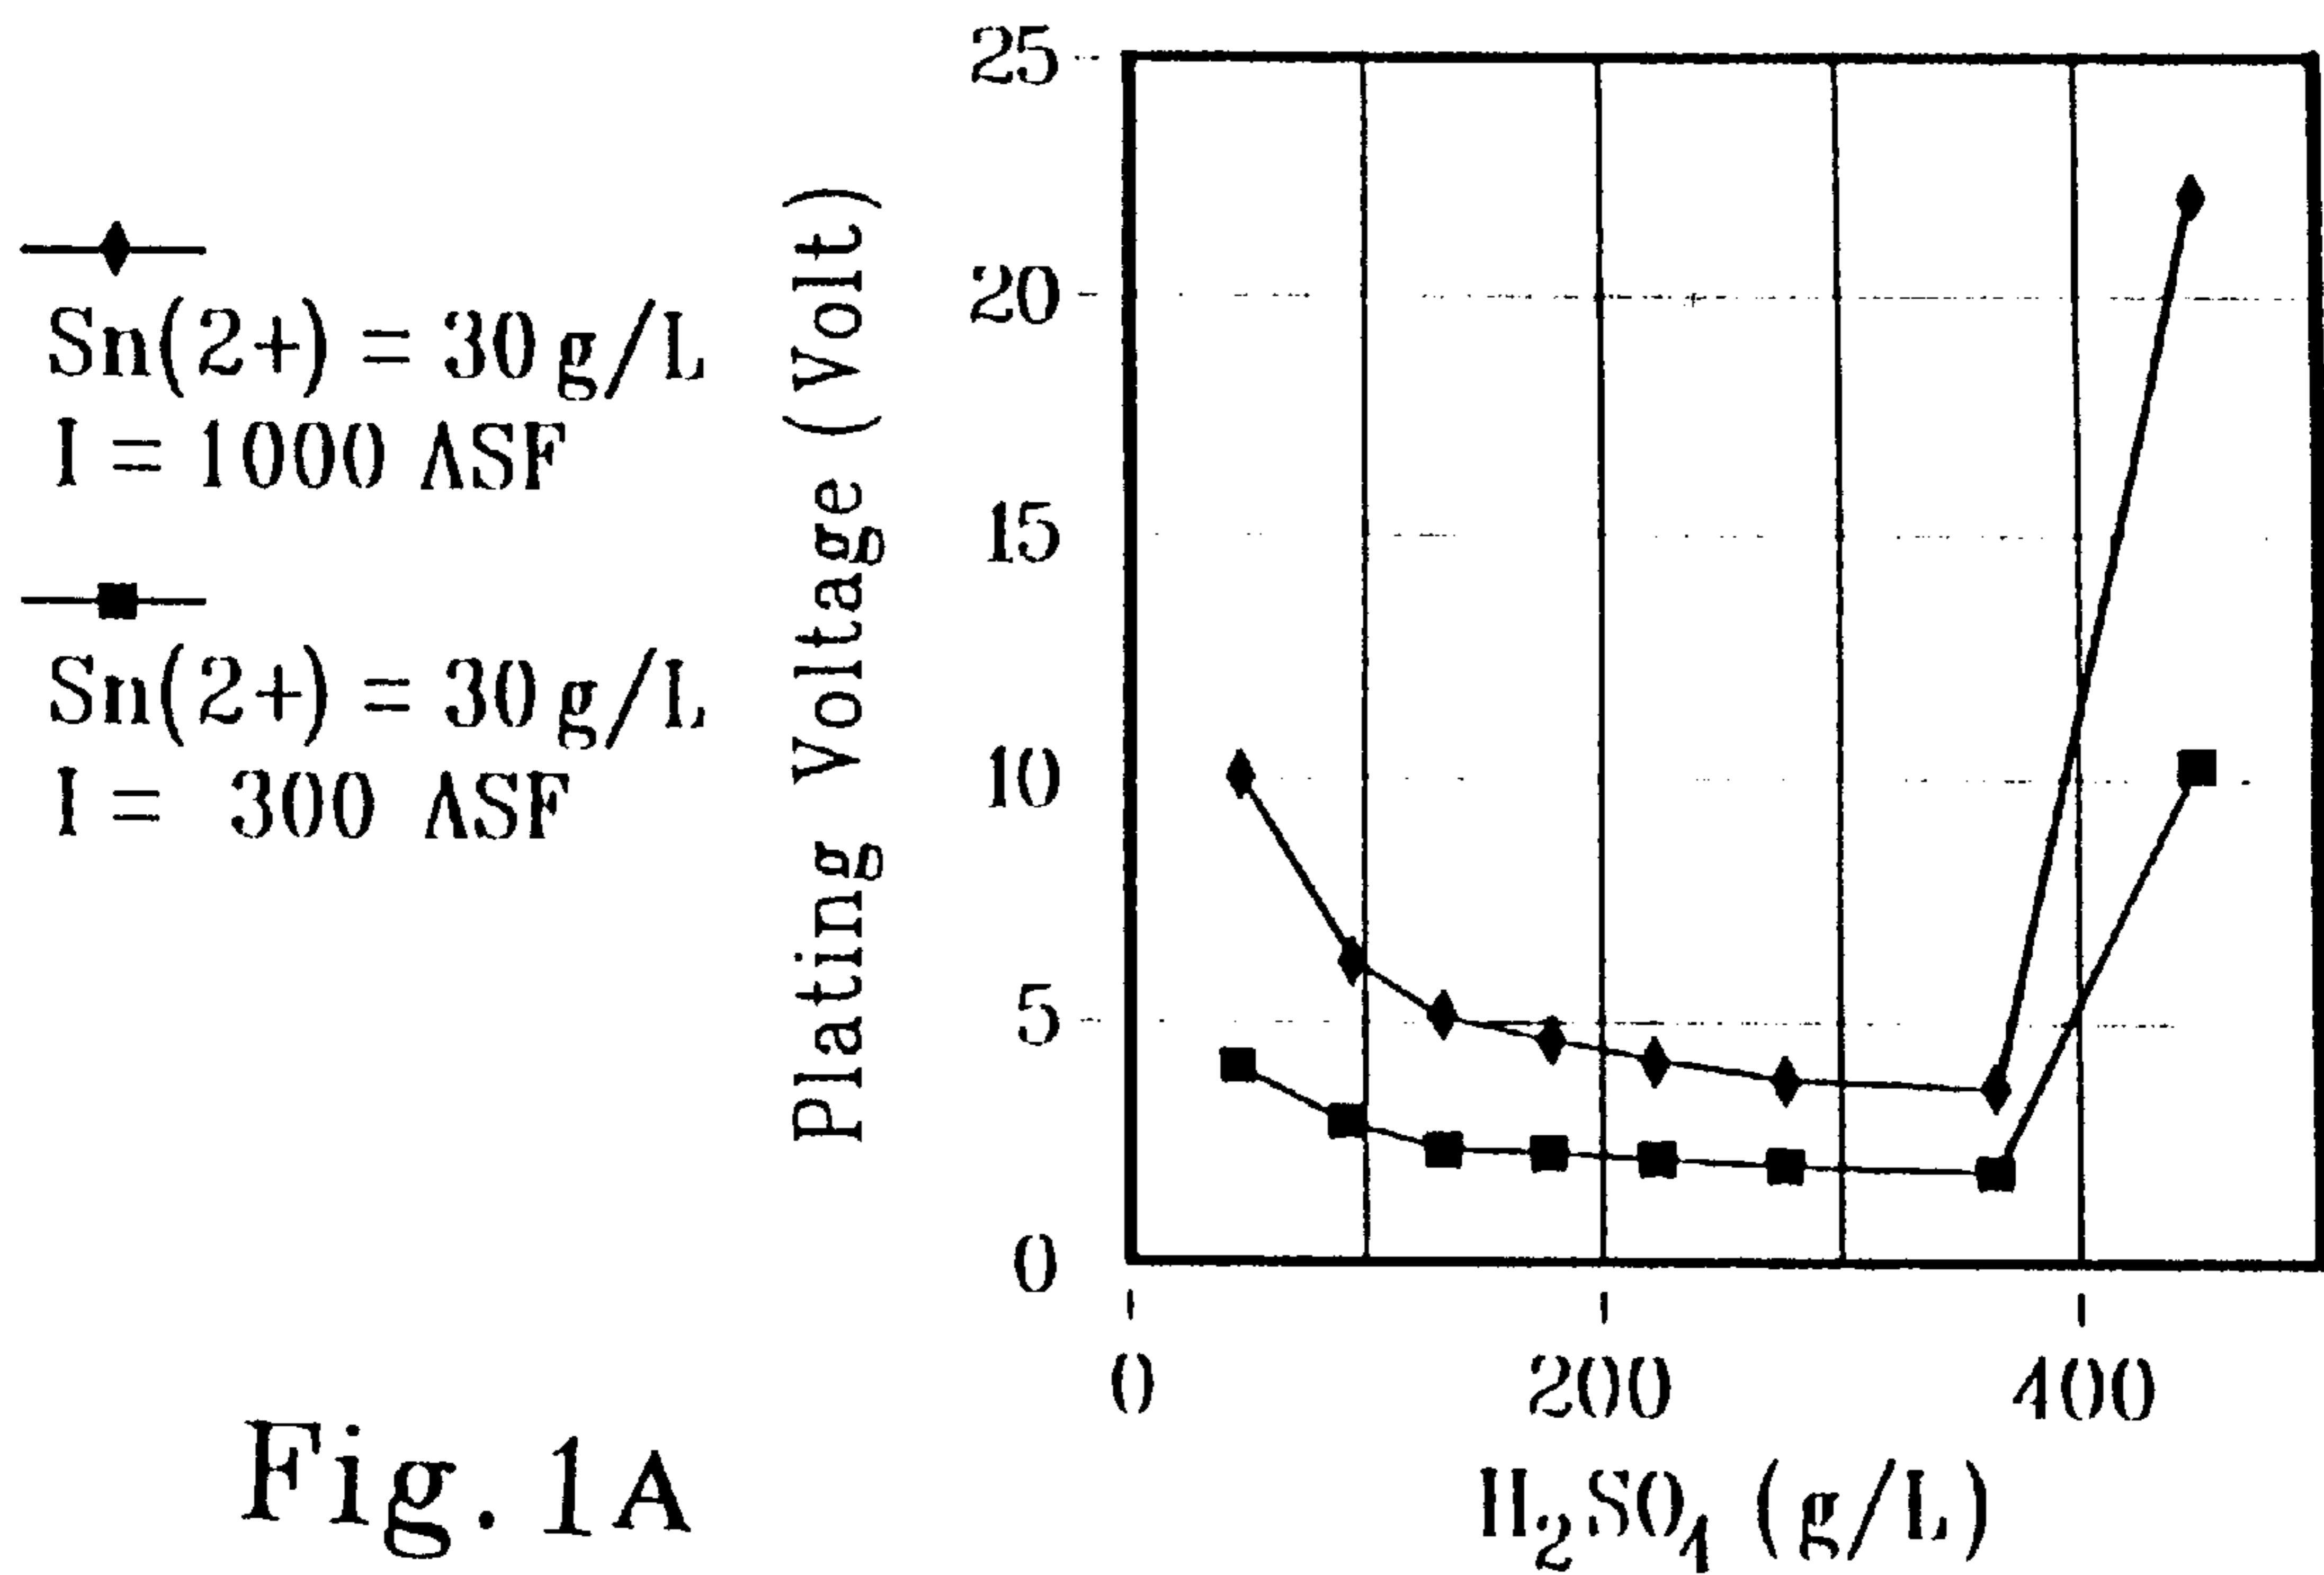 Sn(2+) = 30 g/L
I = 1000 ASF
Sn(2+) = 30 g/L
I = 300 ASF
Plating Voltage (Volt)
25
20
15
10
5
0
0 200 400
H₂SO₄ (g/L)
Fig. 1A